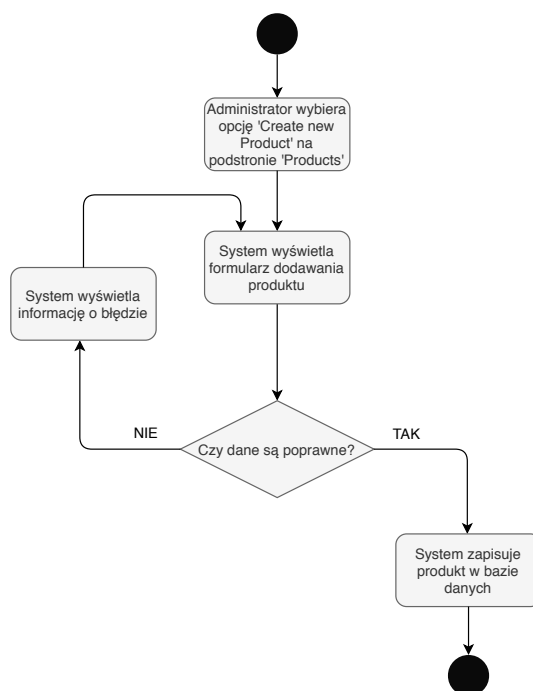 Administrator wybiera
opcję 'Create new
Product' na
podstronie 'Products'
System wyświetla
formularz dodawania
produktu
System wyświetla
informację o błędzie
NIE
Czy dane są poprawne?
TAK
System zapisuje
produkt w bazie
danych